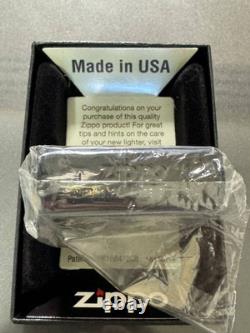 Made in USA
Congratulations on
your purchase of this quality
Zippo product! For great
tips and hints on the care
of your new lighter, visit
ZIPPO